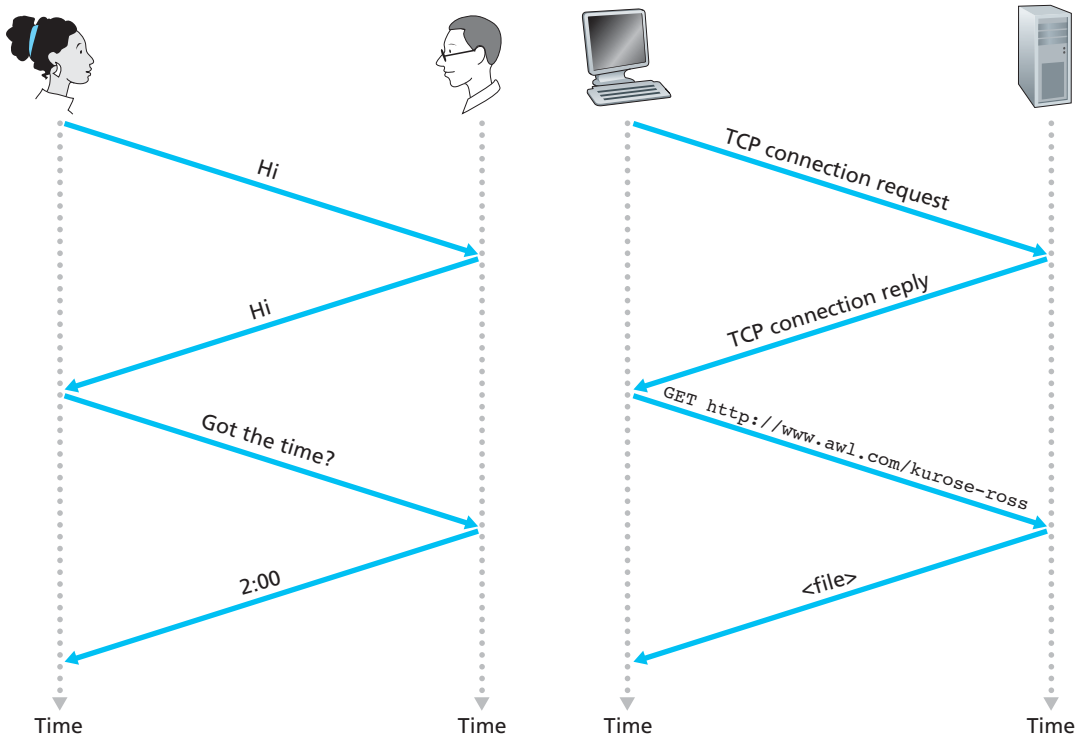 Hi
Hi
Got the time?
2:00
Time
Time
TCP connection request
TCP connection reply
GET http://www.awl.com/kurose-ross
<file>
Time
Time